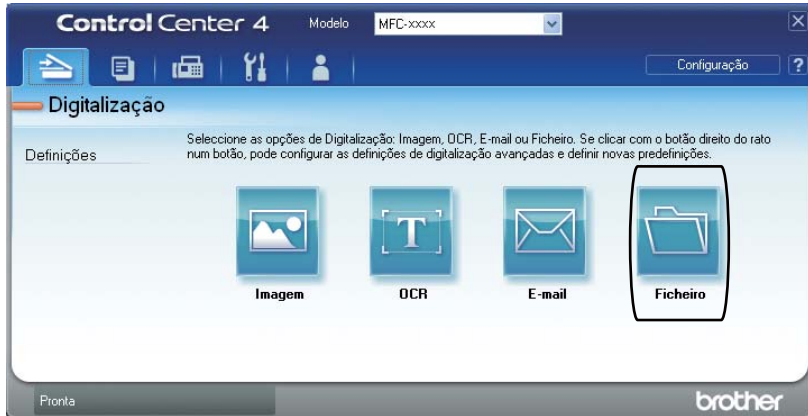 Control Center 4 Modelo MFC-xxxx X
Configuração ?
Digitalização
Definições
Seleccione as opções de Digitalização: Imagem, OCR, E-mail ou Ficheiro. Se clicar com o botão direito do rato
num botão, pode configurar as definições de digitalização avançadas e definir novas predefinições.
T
Imagem OCR E-mail Ficheiro
Pronta brother